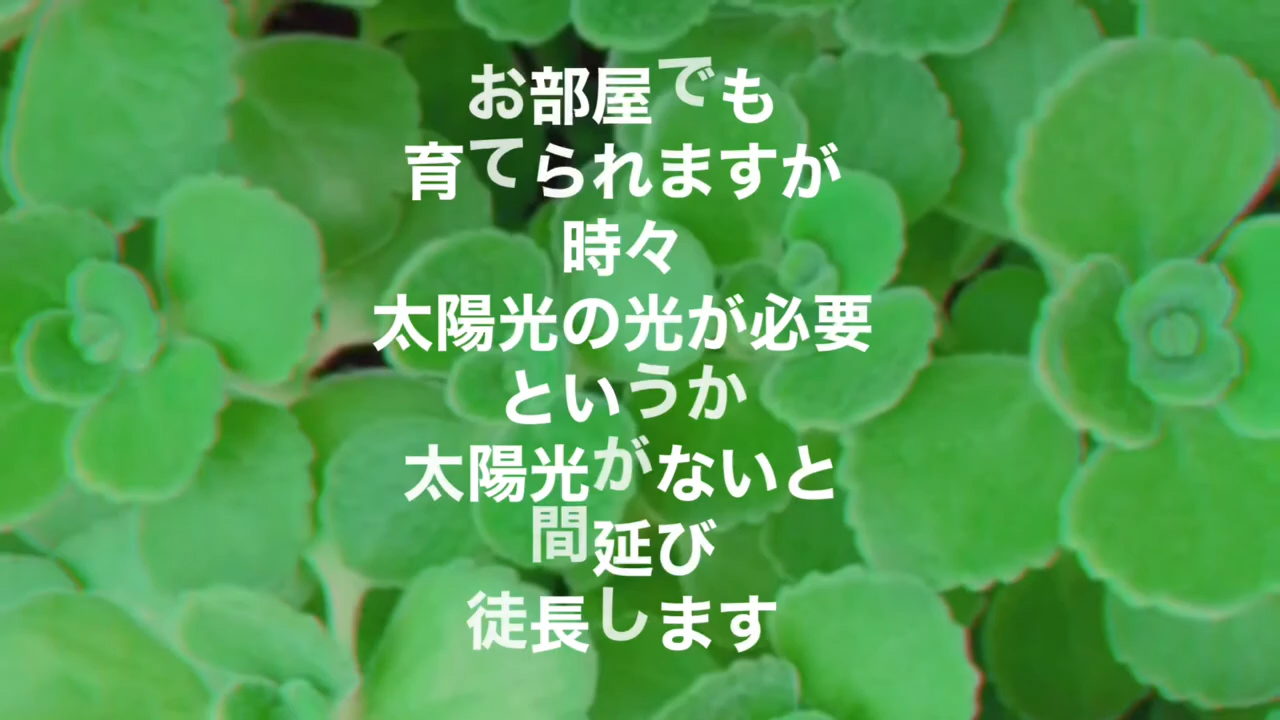 お部屋でも
育てられますが
時々
太陽光の光が必要
というか
太陽光がないと
間延び
徒長します